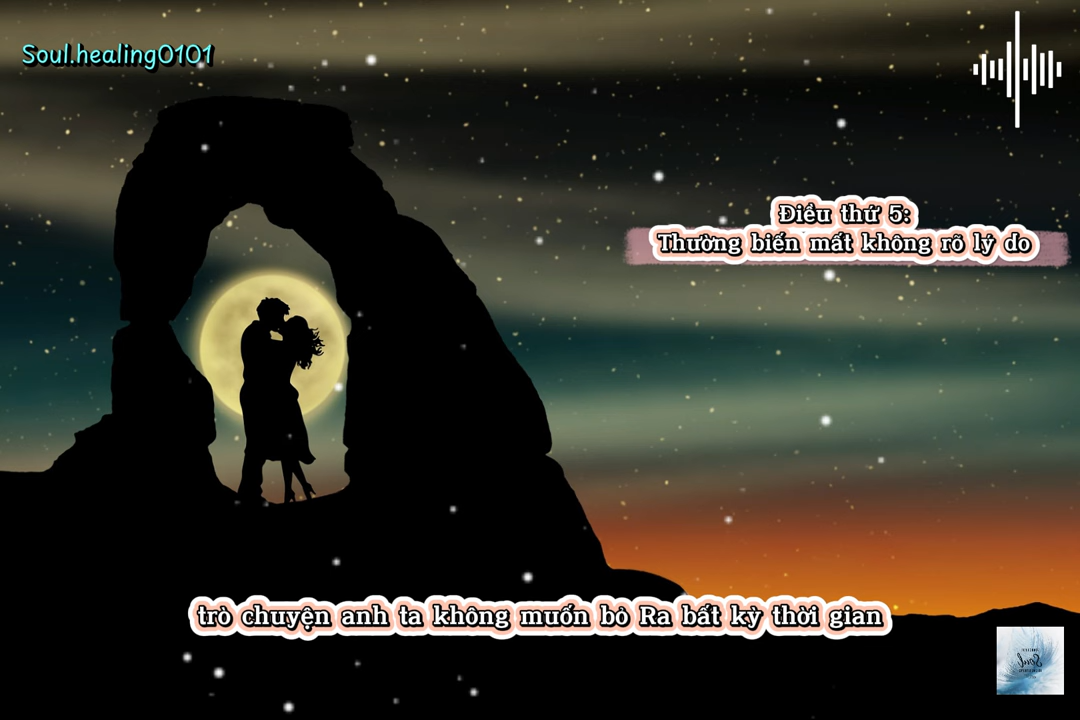 Soul.healing0101
Điều thứ 5:
Thường biến mất không rõ lý do
trò chuyện anh ta không muốn bỏ Ra bất kỳ thời gian
Soul